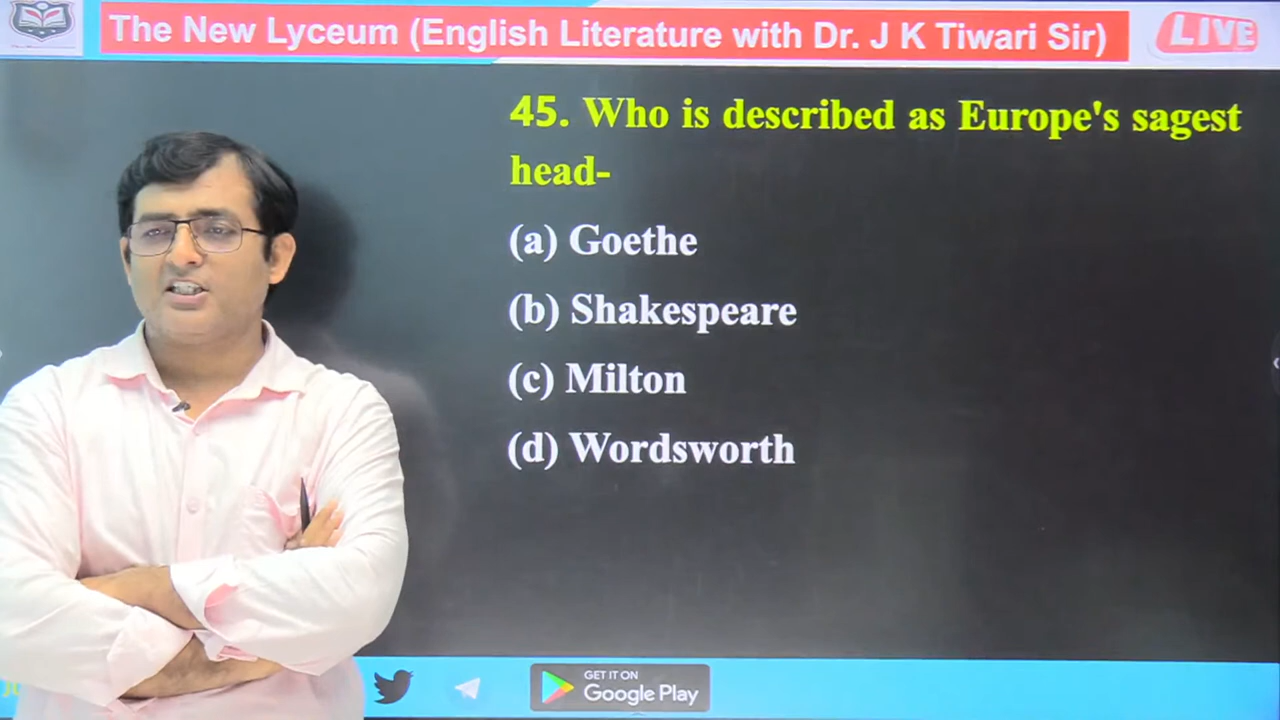 The New Lyceum (English Literature with Dr. J K Tiwari Sir)
LIVE
45. Who is described as Europe's sagest
head-
(a) Goethe
(b) Shakespeare
(c) Milton
(d) Wordsworth
GET IT ON
Google Play